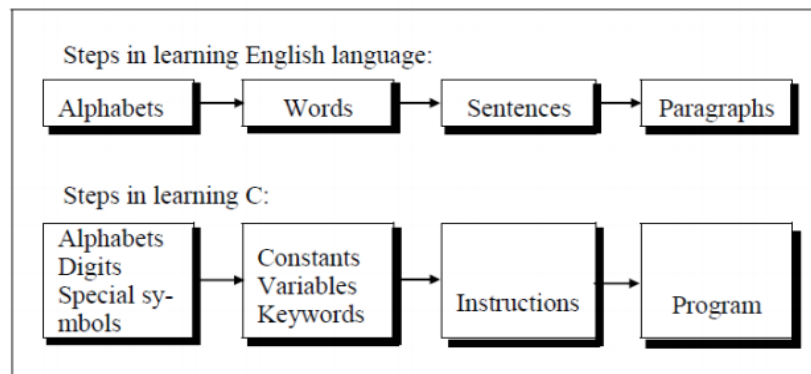 Steps in learning English language:
Alphabets Words Sentences Paragraphs
Steps in learning C:
Alphabets
Digits
Special sy-
mbols
Constants
Variables
Keywords
Instructions
Program